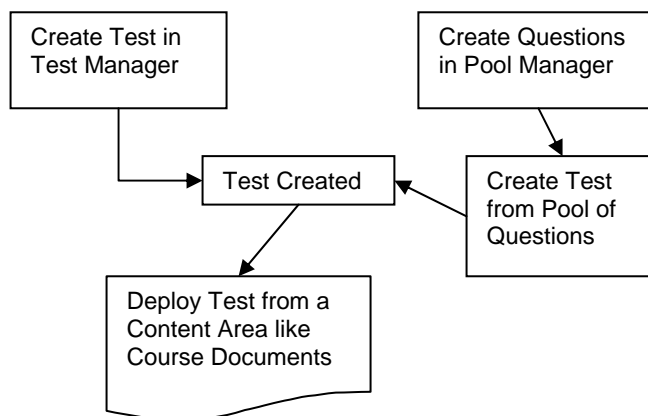 Create Test in
Test Manager
Create Questions
in Pool Manager
Test Created
Create Test
from Pool of
Questions
Deploy Test from a
Content Area like
Course Documents